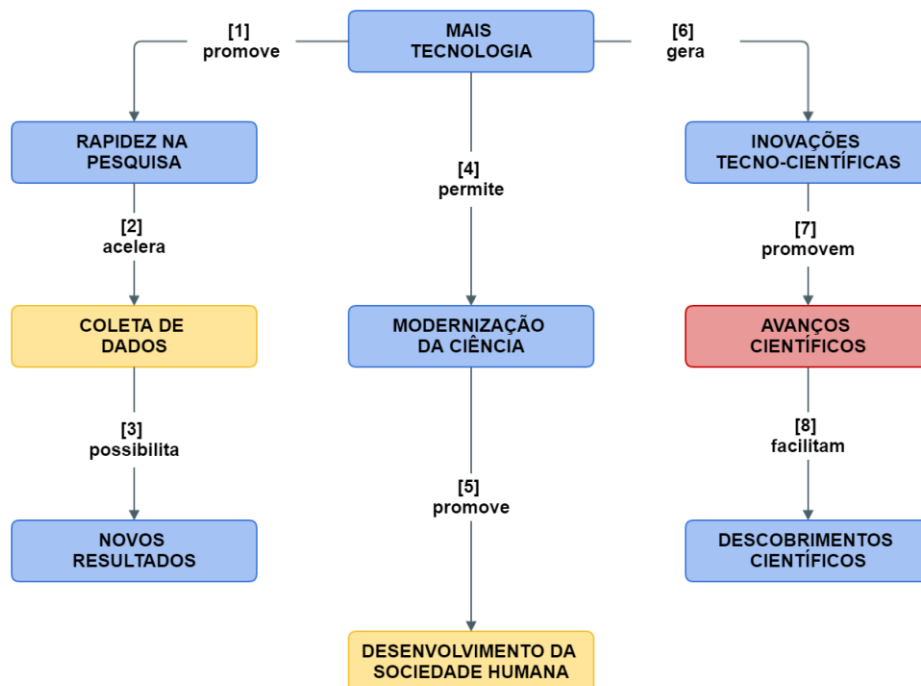 MAIS
TECNOLOGIA
[1]
promove
[6]
gera
RAPIDEZ NA
PESQUISA
INOVAÇÕES
TECNO-CIENTÍFICAS
[4]
permite
[2]
acelera
[7]
promovem
COLETA DE
DADOS
MODERNIZAÇÃO
DA CIÊNCIA
AVANÇOS
CIENTÍFICOS
[3]
possibilita
[8]
facilitam
[5]
promove
NOVOS
RESULTADOS
DESCOBRIMENTOS
CIENTÍFICOS
DESENVOLVIMENTO DA
SOCIEDADE HUMANA